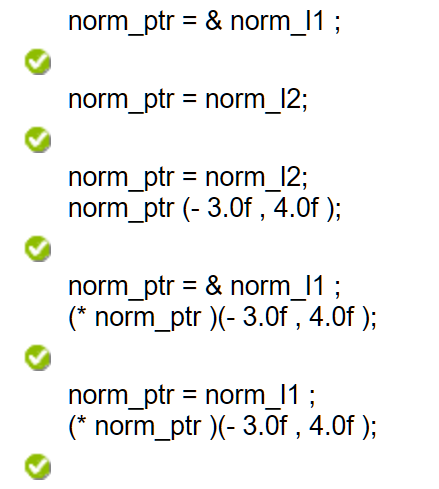 norm_ptr = & norm_l1 ;
norm_ptr = norm_l2;
norm_ptr = norm_l2;
norm_ptr (- 3.0f , 4.0f );
norm_ptr = & norm_l1 ;
(* norm_ptr )(- 3.0f , 4.0f );
norm_ptr = norm_l1 ;
(* norm_ptr )(- 3.0f , 4.0f );